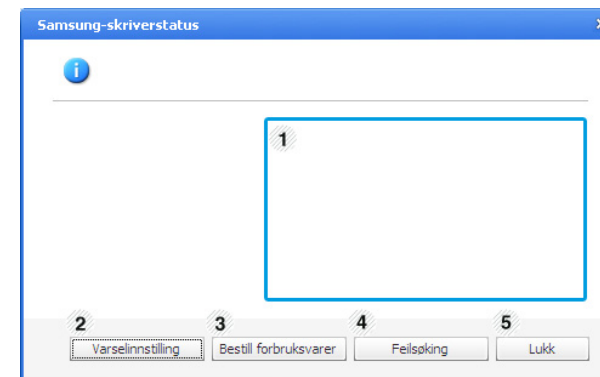 Samsung-skriverstatus
1
2 3 4 5
Varselinnstilling Bestill forbruksvarer Feilsøking Lukk